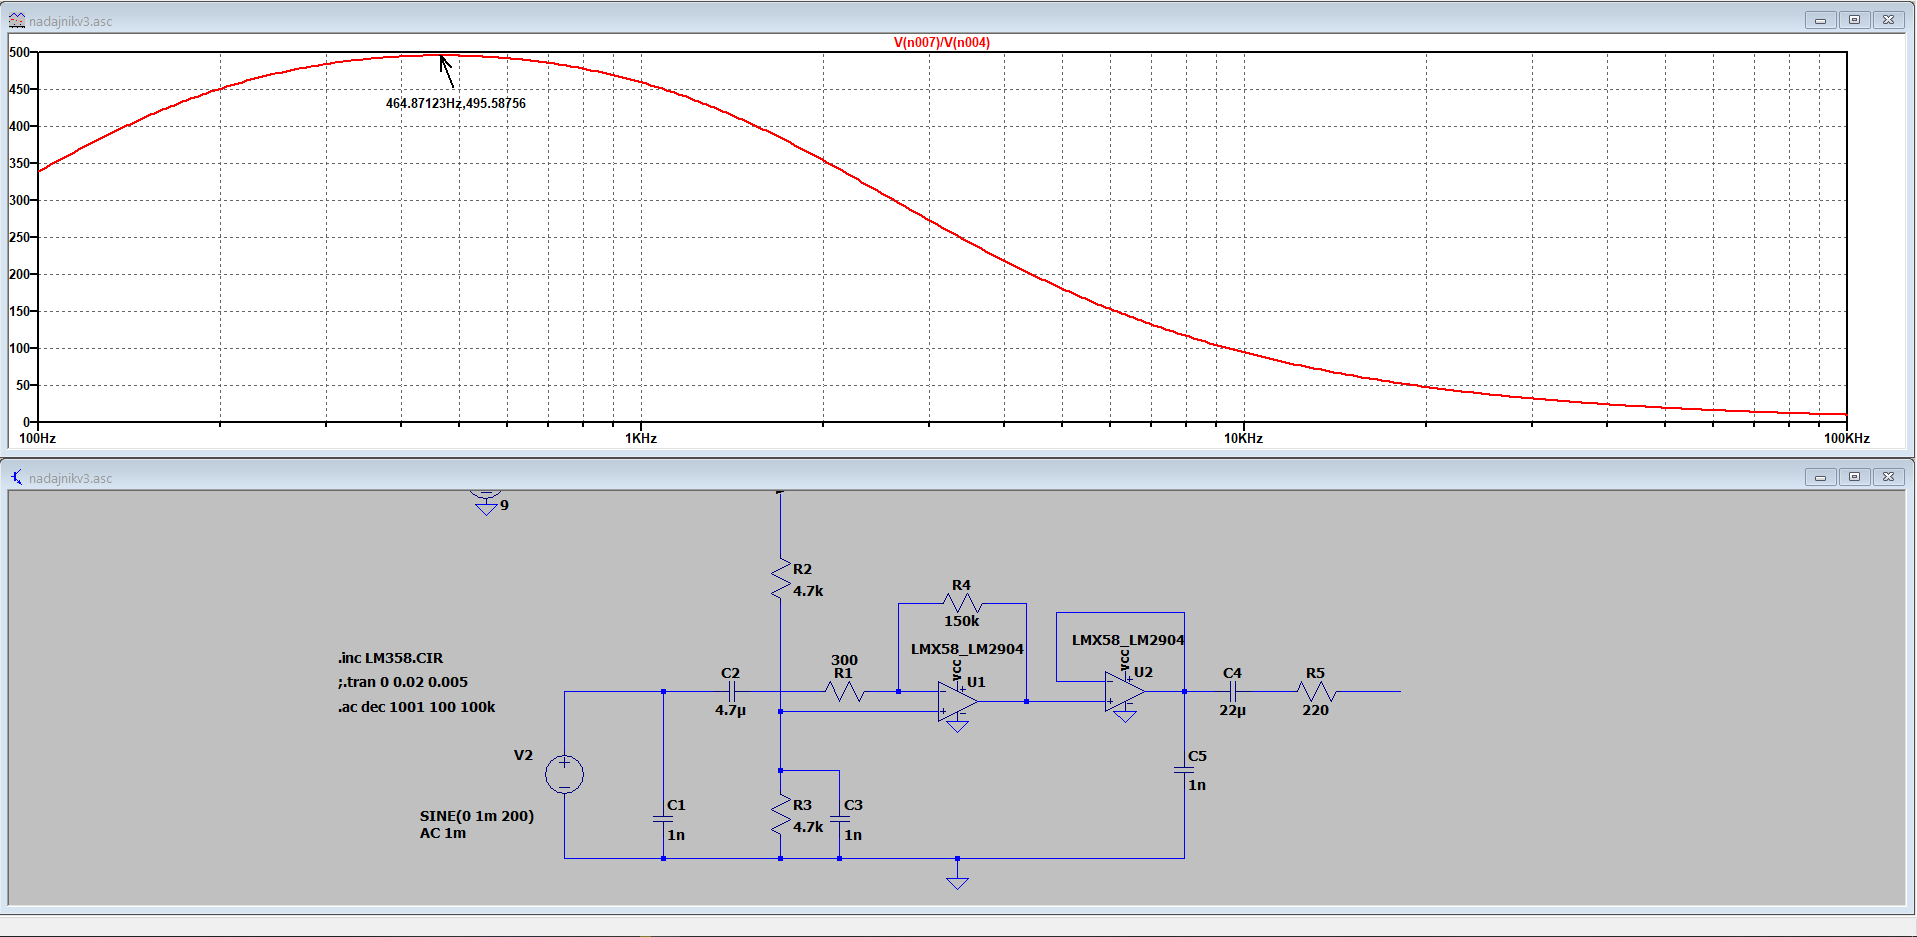 nadajnikv3.asc
V(n007)/V(n004)
500
450
400
350
300
250
200
150
100
50
0
464.87123Hz,495.58756
100Hz
1KHz
10KHz
100KHz
nadajnikv3.asc
9
R2
4.7k
R4
150k
LMX58_LM2904
LMX58_LM2904
.inc LM358.CIR
;.tran 0 0.02 0.005
.ac dec 1001 100 100k
C2
4.7µ
300
R1
vcc
U1
vcc
U2
C4
22µ
R5
220
V2
SINE(0 1m 200)
AC 1m
C1
1n
R3
4.7k
C3
1n
C5
1n